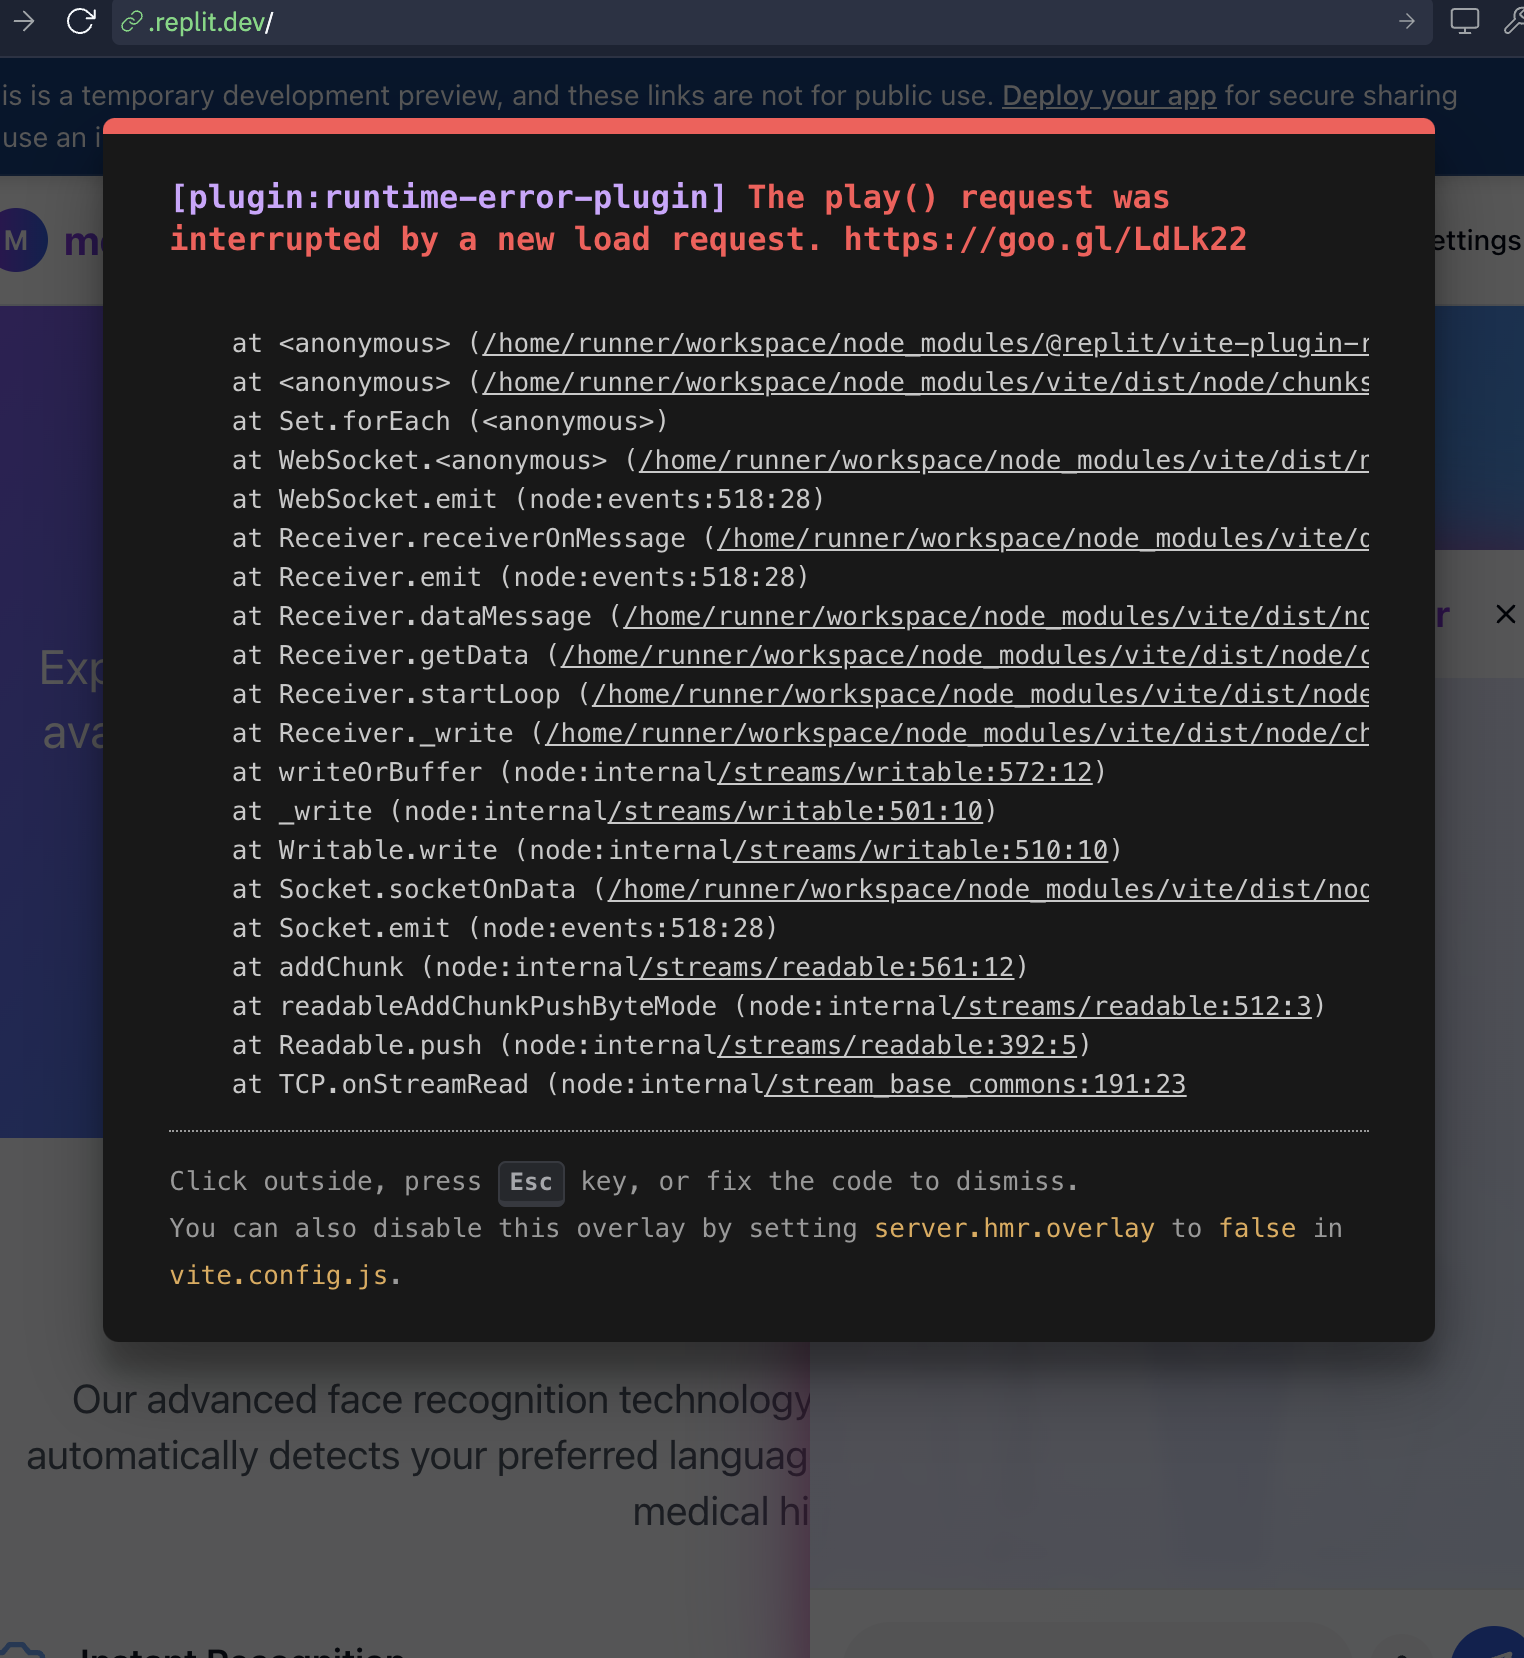 .replit.dev/
is is a temporary development preview, and these links are not for public use. Deploy your app for secure sharing
use an
[plugin:runtime-error-plugin] The play() request was
interrupted by a new load request. https://goo.gl/LdLk22
M
ettings
at <anonymous> (/home/runner/workspace/node_modules/@replit/vite-plugin-r
at <anonymous> (/home/runner/workspace/node_modules/vite/dist/node/chunks
at Set.forEach (<anonymous>)
at WebSocket.<anonymous> (/home/runner/workspace/node_modules/vite/dist/n
at WebSocket.emit (node:events:518:28)
at Receiver.receiverOnMessage (/home/runner/workspace/node_modules/vite/d
at Receiver.emit (node:events:518:28)
at Receiver.dataMessage (/home/runner/workspace/node_modules/vite/dist/no
at Receiver.getData (/home/runner/workspace/node_modules/vite/dist/node/c
at Receiver.startLoop (/home/runner/workspace/node_modules/vite/dist/node
at Receiver._write (/home/runner/workspace/node_modules/vite/dist/node/ch
at writeOrBuffer (node:internal/streams/writable:572:12)
at _write (node:internal/streams/writable:501:10)
at Writable.write (node:internal/streams/writable:510:10)
at Socket.socketOnData (/home/runner/workspace/node_modules/vite/dist/nod
at Socket.emit (node:events:518:28)
at addChunk (node:internal/streams/readable:561:12)
at readableAddChunkPushByteMode (node:internal/streams/readable:512:3)
at Readable.push (node:internal/streams/readable:392:5)
at TCP.onStreamRead (node:internal/stream_base_commons:191:23
Exp
ava
Click outside, press Esc key, or fix the code to dismiss.
You can also disable this overlay by setting server.hmr.overlay to false in
vite.config.js.
Our advanced face recognition technology
automatically detects your preferred languag
medical hi
Instant Recognition